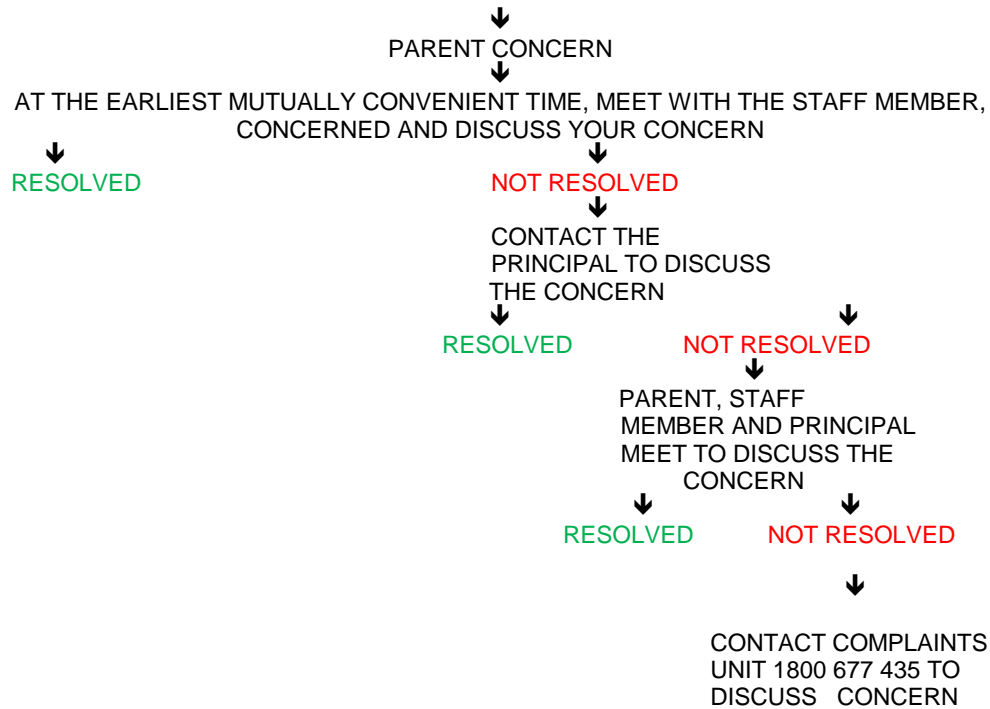 PARENT CONCERN
AT THE EARLIEST MUTUALLY CONVENIENT TIME, MEET WITH THE STAFF MEMBER,
CONCERNED AND DISCUSS YOUR CONCERN
RESOLVED NOT RESOLVED
CONTACT THE
PRINCIPAL TO DISCUSS
THE CONCERN
RESOLVED NOT RESOLVED
PARENT, STAFF
MEMBER AND PRINCIPAL
MEET TO DISCUSS THE
CONCERN
RESOLVED NOT RESOLVED
CONTACT COMPLAINTS
UNIT 1800 677 435 TO
DISCUSS CONCERN